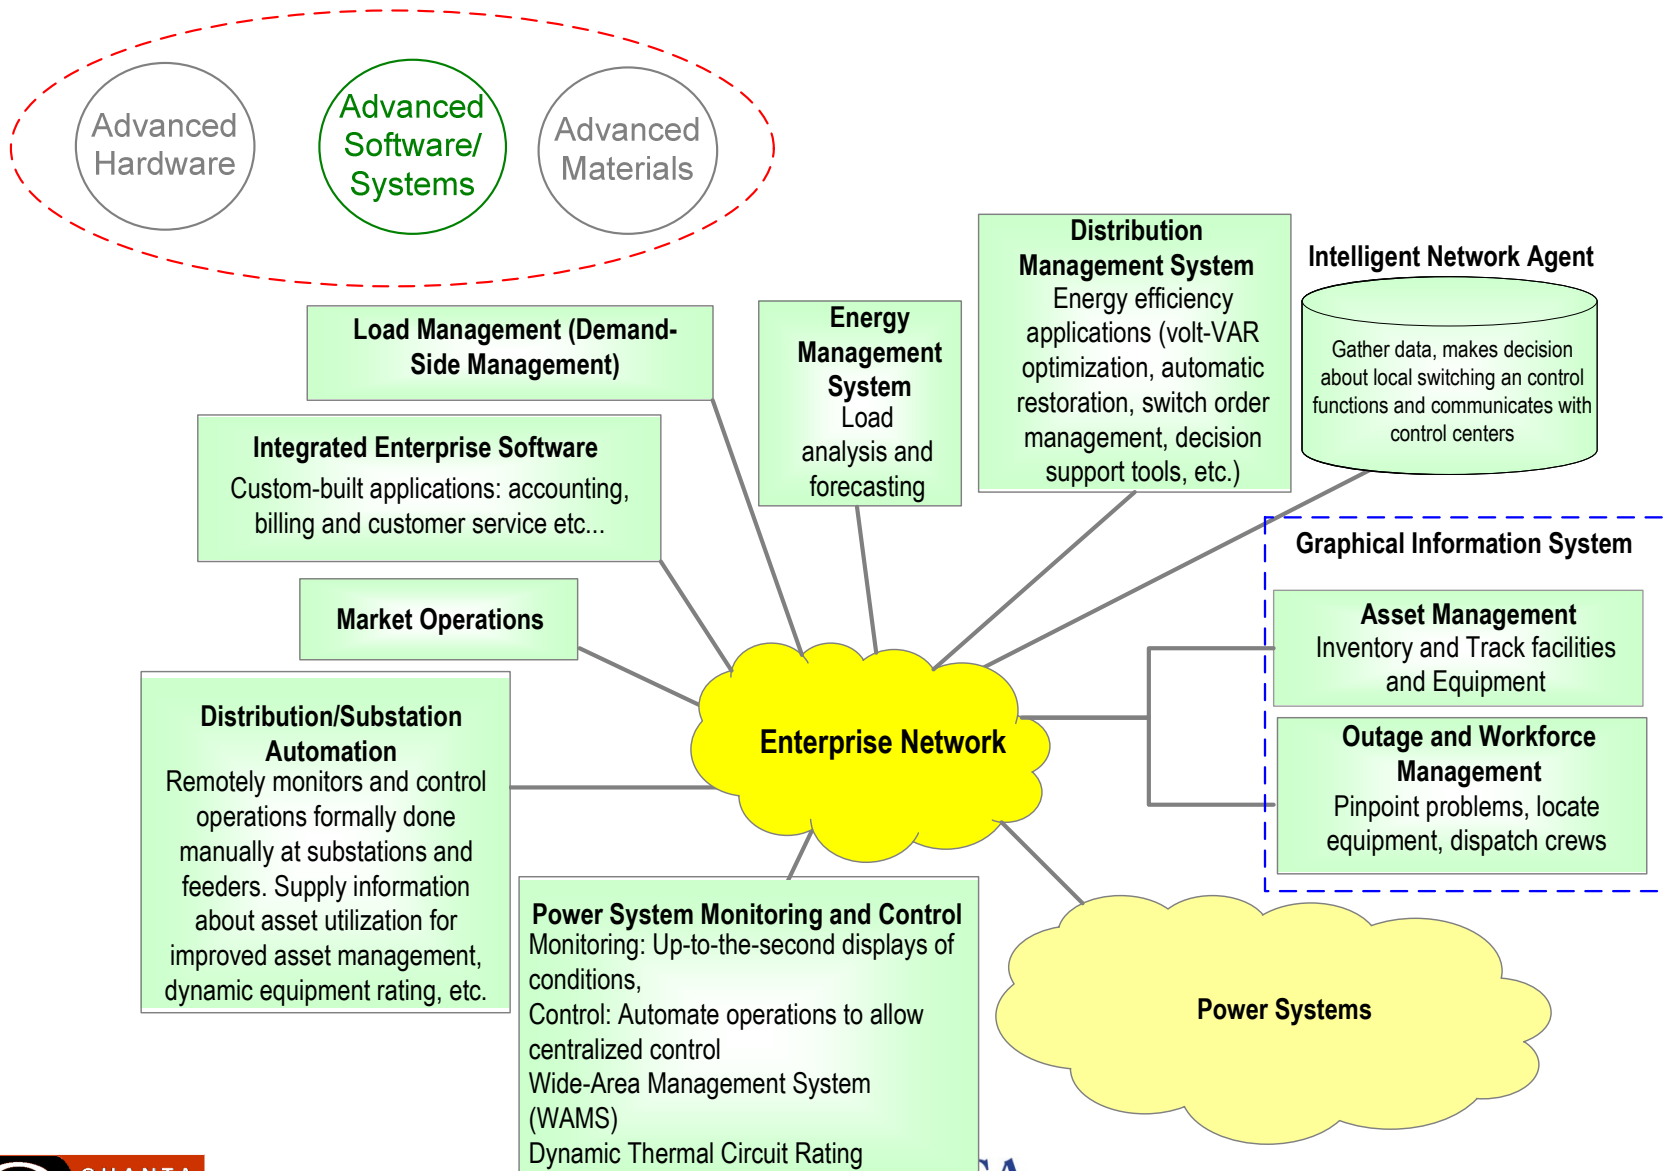 Advanced
Hardware
Advanced
Software/
Systems
Advanced
Materials
Distribution
Management System
Energy efficiency
applications (volt-VAR
optimization, automatic
restoration, switch order
management, decision
support tools, etc.)
Intelligent Network Agent
Gather data, makes decision
about local switching an control
functions and communicates with
control centers
Load Management (Demand-
Side Management)
Energy
Management
System
Load
analysis and
forecasting
Integrated Enterprise Software
Custom-built applications: accounting,
billing and customer service etc...
Graphical Information System
Market Operations
Asset Management
Inventory and Track facilities
and Equipment
Distribution/Substation
Automation
Remotely monitors and control
operations formally done
manually at substations and
feeders. Supply information
about asset utilization for
improved asset management,
dynamic equipment rating, etc.
Enterprise Network
Outage and Workforce
Management
Pinpoint problems, locate
equipment, dispatch crews
Power System Monitoring and Control
Monitoring: Up-to-the-second displays of
conditions,
Control: Automate operations to allow
centralized control
Wide-Area Management System
(WAMS)
Dynamic Thermal Circuit Rating
Power Systems